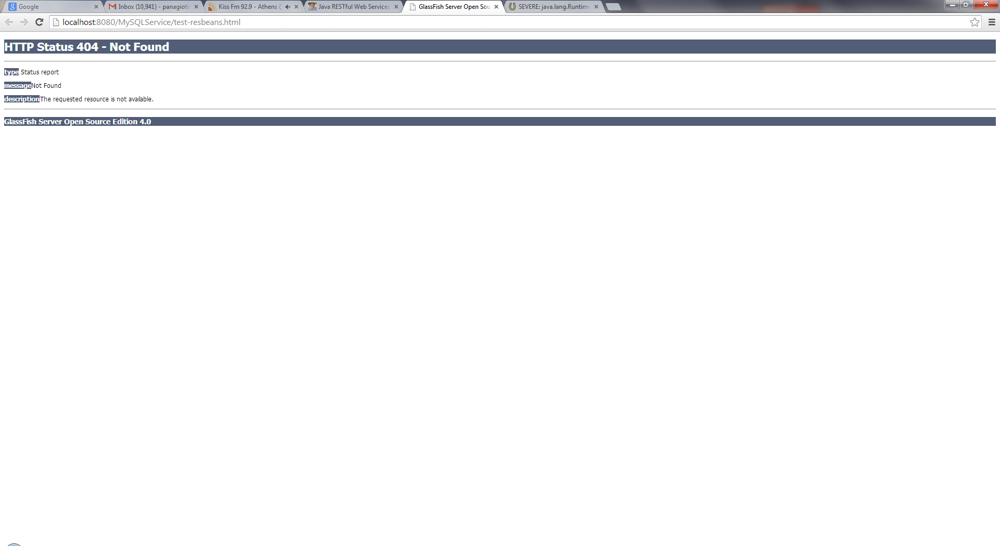 Google
Inbox (10,941) - panagioti
Kiss Fm 92.9 - Athens
Java RESTful Web Services
GlassFish Server Open Sou
SEVERE: java.lang.Runtime
localhost:8080/MySQLService/test-resbeans.html
HTTP Status 404 - Not Found
type Status report
messageNot Found
descriptionThe requested resource is not available.
GlassFish Server Open Source Edition 4.0